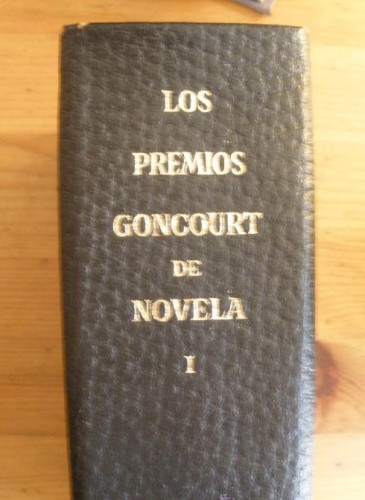 LOS
PREMIOS
GONCOURT
DE
NOVELA
I